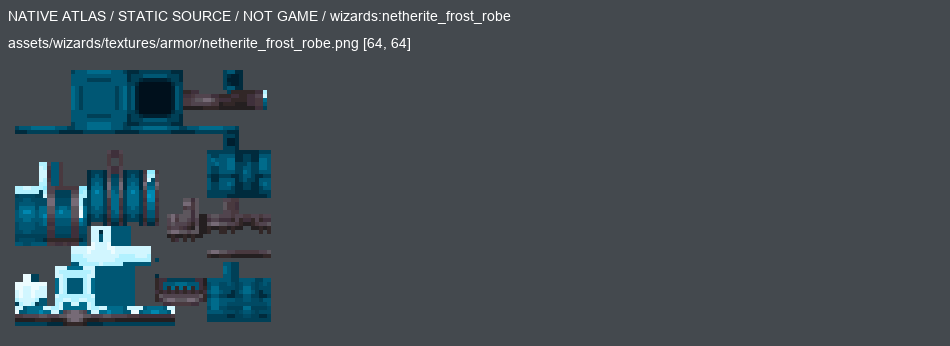 NATIVE ATLAS / STATIC SOURCE / NOT GAME / wizards:netherite_frost_robe
assets/wizards/textures/armor/netherite_frost_robe.png [64, 64]